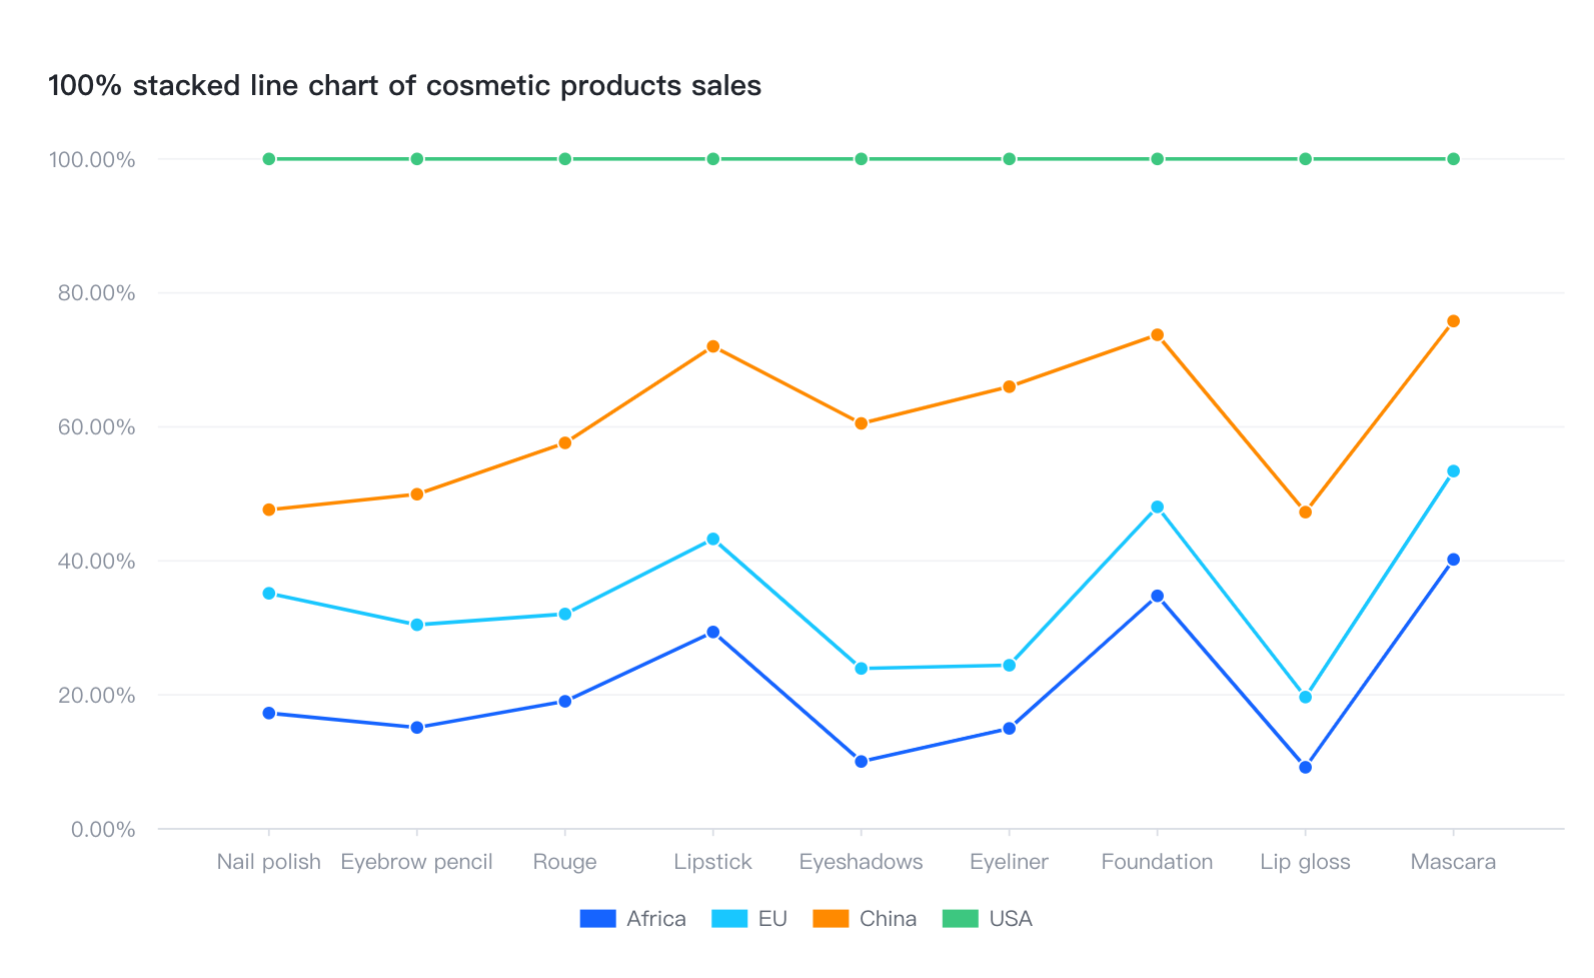 100% stacked line chart of cosmetic products sales
100.00%
80.00%
60.00%
40.00%
20.00%
0.00%
Nail polish Eyebrow pencil Rouge Lipstick Eyeshadows Eyeliner Foundation Lip gloss Mascara
Africa EU China USA